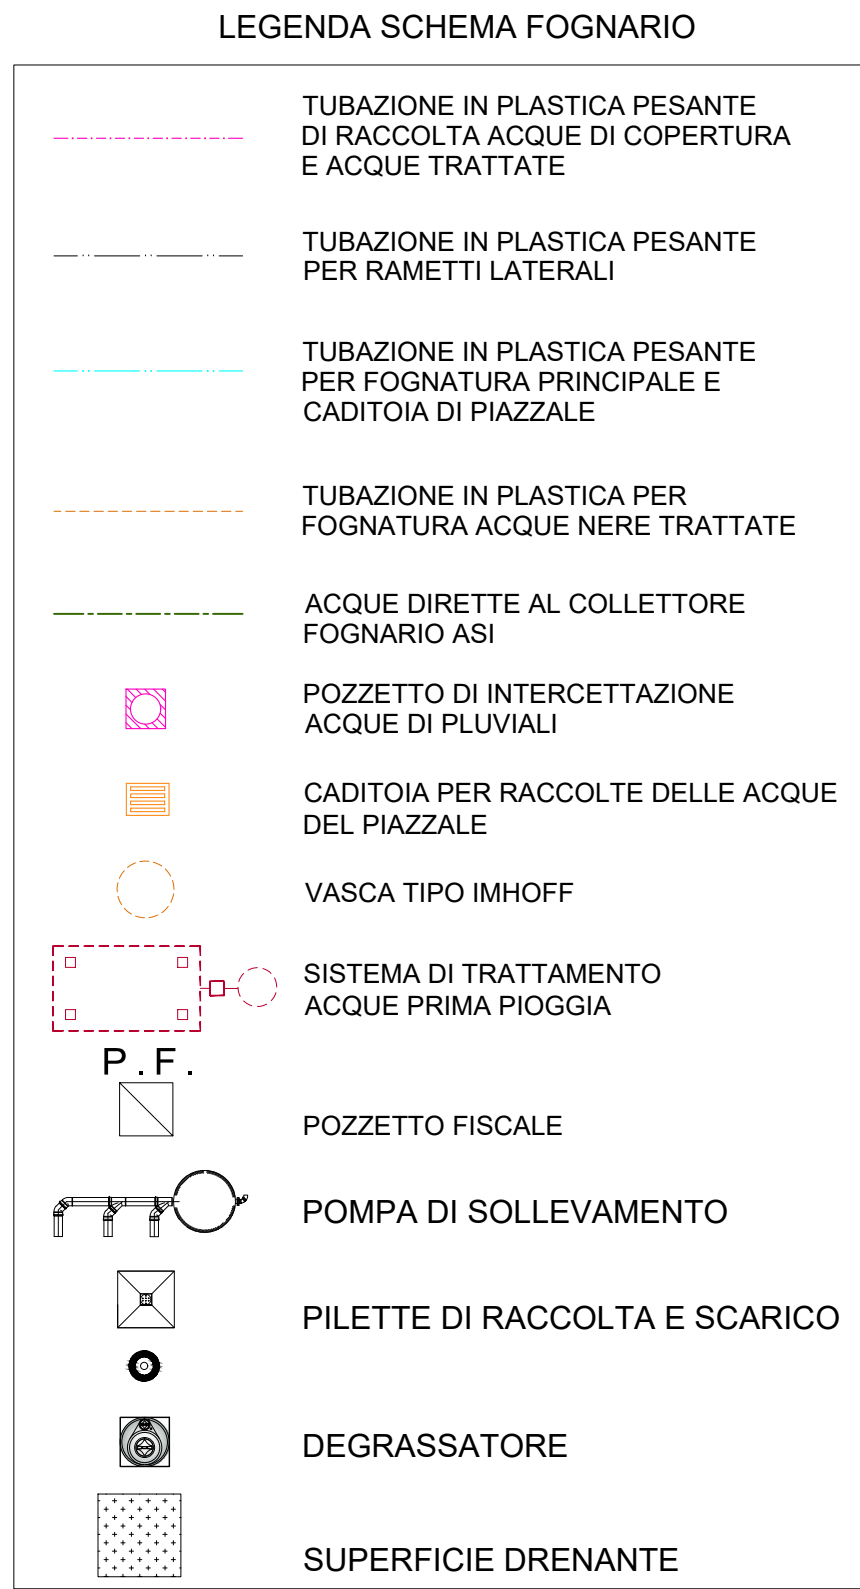 LEGENDA SCHEMA FOGNARIO
TUBAZIONE IN PLASTICA PESANTE
DI RACCOLTA ACQUE DI COPERTURA
E ACQUE TRATTATE
TUBAZIONE IN PLASTICA PESANTE
PER RAMETTI LATERALI
TUBAZIONE IN PLASTICA PESANTE
PER FOGNATURA PRINCIPALE E
CADITOIA DI PIAZZALE
TUBAZIONE IN PLASTICA PER
FOGNATURA ACQUE NERE TRATTATE
ACQUE DIRETTE AL COLLETTORE
FOGNARIO ASI
POZZETTO DI INTERCETTAZIONE
ACQUE DI PLUVIALI
CADITOIA PER RACCOLTE DELLE ACQUE
DEL PIAZZALE
VASCA TIPO IMHOFF
SISTEMA DI TRATTAMENTO
ACQUE PRIMA PIOGGIA
P.F.
POZZETTO FISCALE
POMPA DI SOLLEVAMENTO
PILETTE DI RACCOLTA E SCARICO
DEGRASSATORE
SUPERFICIE DRENANTE